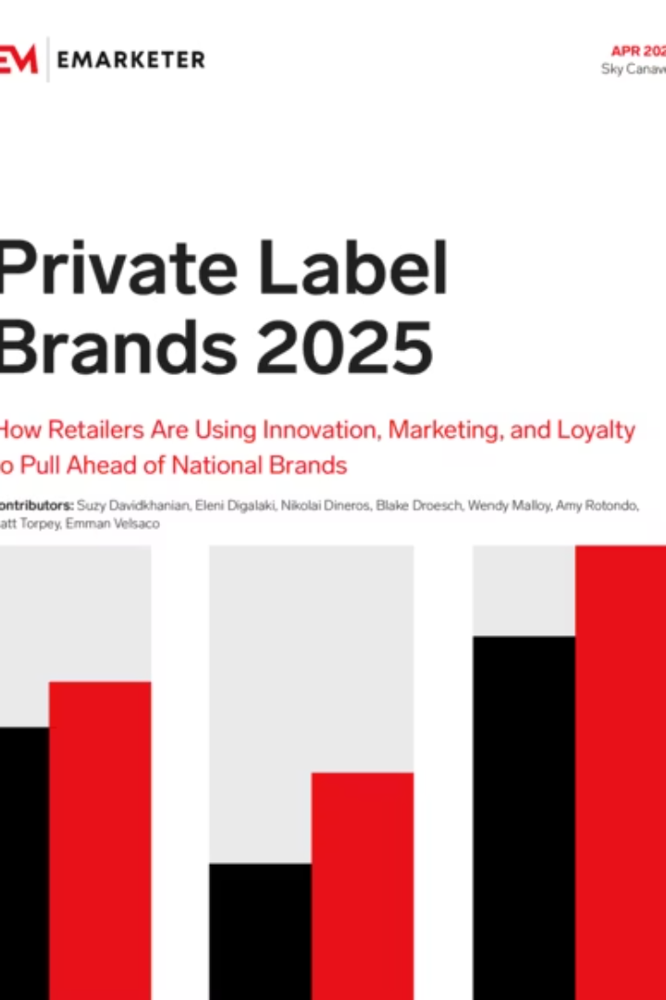 EM EMARKETER
APR 202
Sky Canave
Private Label
Brands 2025
How Retailers Are Using Innovation, Marketing, and Loyalty
to Pull Ahead of National Brands
ontributors: Suzy Davidkhanian, Eleni Digalaki, Nikolai Dineros, Blake Droesch, Wendy Malloy, Amy Rotondo,
att Torpey, Emman Velsaco